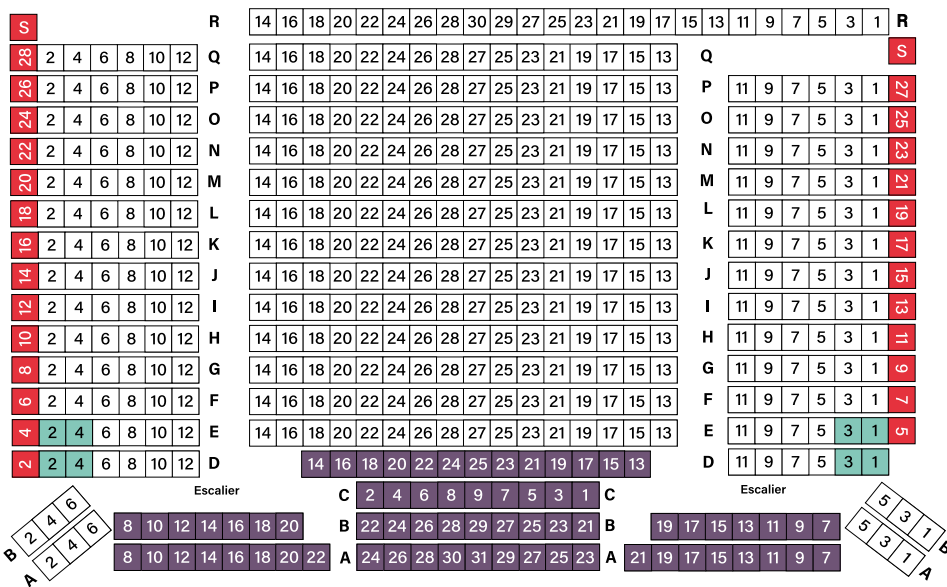 S R 14 16 18 20 22 24 26 28 30 29 27 25 23 21 19 17 15 13 11 9 7 5 3 1 R
28 2 4 6 8 10 12 Q 14 16 18 20 22 24 26 28 27 25 23 21 19 17 15 13 Q S
26 2 4 6 8 10 12 P 14 16 18 20 22 24 26 28 27 25 23 21 19 17 15 13 P 11 9 7 5 3 1 27
24 2 4 6 8 10 12 O 14 16 18 20 22 24 26 28 27 25 23 21 19 17 15 13 O 11 9 7 5 3 1 25
22 2 4 6 8 10 12 N 14 16 18 20 22 24 26 28 27 25 23 21 19 17 15 13 N 11 9 7 5 3 1 23
20 2 4 6 8 10 12 M 14 16 18 20 22 24 26 28 27 25 23 21 19 17 15 13 M 11 9 7 5 3 1 21
18 2 4 6 8 10 12 L 14 16 18 20 22 24 26 28 27 25 23 21 19 17 15 13 L 11 9 7 5 3 1 19
16 2 4 6 8 10 12 K 14 16 18 20 22 24 26 28 27 25 23 21 19 17 15 13 K 11 9 7 5 3 1 17
14 2 4 6 8 10 12 J 14 16 18 20 22 24 26 28 27 25 23 21 19 17 15 13 J 11 9 7 5 3 1 15
12 2 4 6 8 10 12 I 14 16 18 20 22 24 26 28 27 25 23 21 19 17 15 13 I 11 9 7 5 3 1 13
10 2 4 6 8 10 12 H 14 16 18 20 22 24 26 28 27 25 23 21 19 17 15 13 H 11 9 7 5 3 1 11
8 2 4 6 8 10 12 G 14 16 18 20 22 24 26 28 27 25 23 21 19 17 15 13 G 11 9 7 5 3 1 9
6 2 4 6 8 10 12 F 14 16 18 20 22 24 26 28 27 25 23 21 19 17 15 13 F 11 9 7 5 3 1 7
4 2 4 6 8 10 12 E 14 16 18 20 22 24 26 28 27 25 23 21 19 17 15 13 E 11 9 7 5 3 1 5
2 2 4 6 8 10 12 D 14 16 18 20 22 24 25 23 21 19 17 15 13 D 11 9 7 5 3 1
Escalier C 2 4 6 8 9 7 5 3 1 C Escalier
B 2 4 6 8 10 12 14 16 18 20 B 22 24 26 28 29 27 25 23 21 B 19 17 15 13 11 9 7 5 3 1 B
A 2 4 6 8 10 12 14 16 18 20 22 A 24 26 28 30 31 29 27 25 23 A 21 19 17 15 13 11 9 7 5 3 1 A